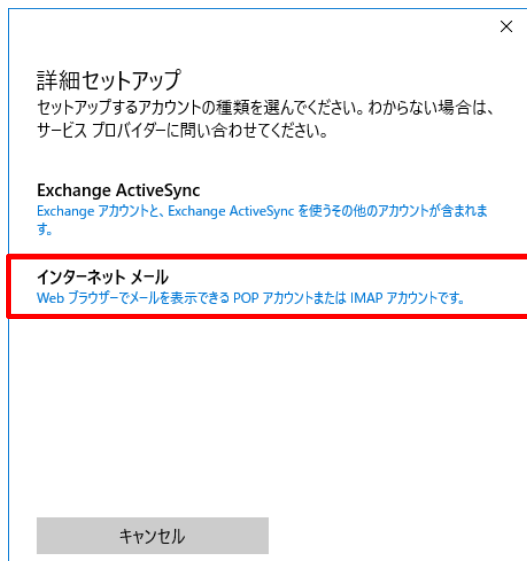 詳細セットアップ
セットアップするアカウントの種類を選んでください。わからない場合は、
サービス プロバイダーに問い合わせてください。
Exchange ActiveSync
Exchange アカウントと、Exchange ActiveSync を使うその他のアカウントが含まれま
す。
インターネット メール
Web ブラウザーでメールを表示できる POP アカウントまたは IMAP アカウントです。
キャンセル